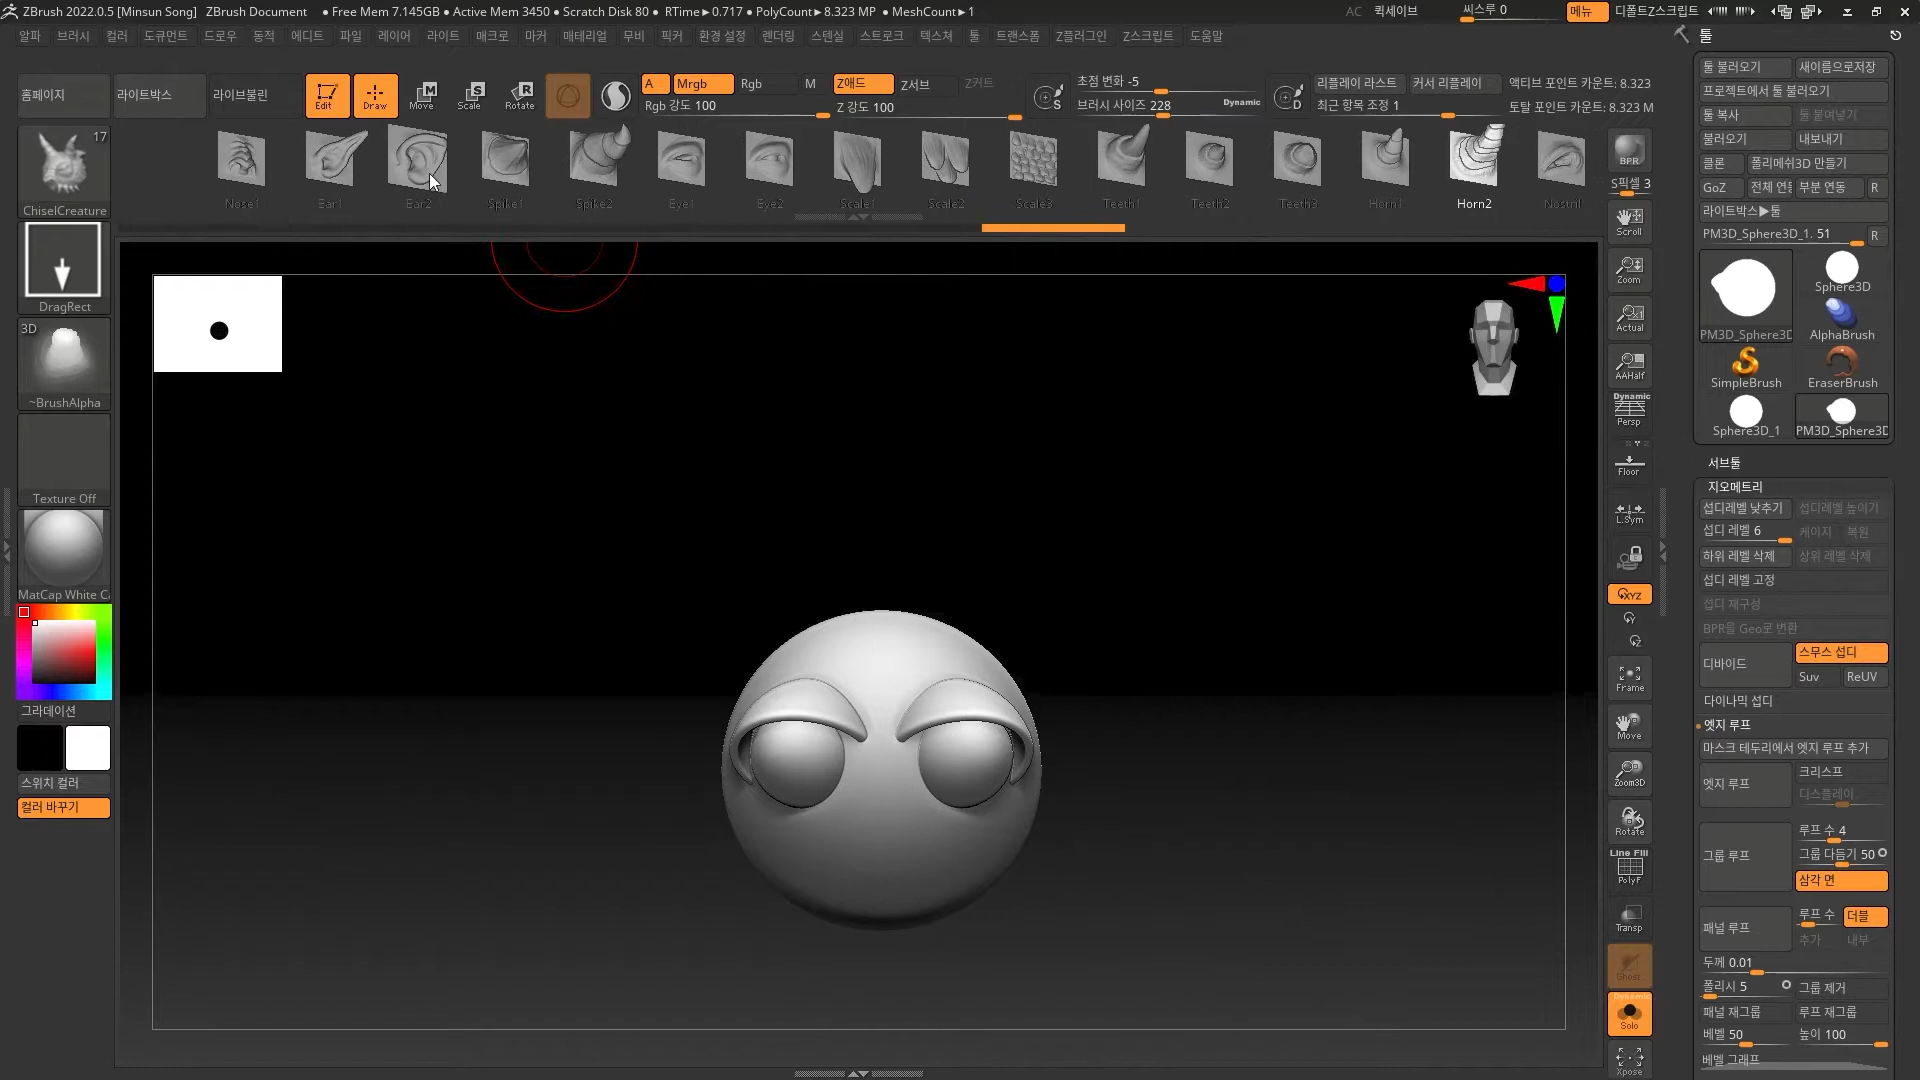 ZBrush 2022.0.5 [Minsun Song] ZBrush Document ● Free Mem 7.145GB ● Active Mem 3450 ● Scratch Disk 80 ● RTime►0.717 ● PolyCount►8.323 MP ● MeshCount►1 AC 퀵세이브 씨스루 0 메뉴 디폴트Z스크립트
알파 브러시 컬러 도큐먼트 드로우 동적 에디트 파일 레이어 라이트 매크로 마커 매테리얼 무비 픽커 환경 설정 렌더링 스텐실 스트로크 텍스쳐 툴 트랜스폼 Z플러그인 Z스크립트 도움말
홈페이지 라이트박스 라이브불린 Edit Draw Move Scale Rotate
M S R
A Mrgb Rgb M Z애드 Z서브 Z커트
Rgb 강도 100 Z 강도 100
S 초점 변화 -5
브러시 사이즈 228 Dynamic
D 리플레이 라스트 커서 리플레이
최근 항목 조정 1
액티브 포인트 카운트: 8.323
토탈 포인트 카운트: 8.323 M
17
ChiselCreature
DragRect
3D
~BrushAlpha
Texture Off
MatCap White Ca
그라데이션
스위치 컬러
컬러 바꾸기
Nose1 Ear1 Ear2 Spike1 Spike2 Eye1 Eye2 Scale1 Scale2 Scale3 Teeth1 Teeth2 Teeth3 Horn1 Horn2 Nostril
BPR
S픽셀 3
Scroll
Zoom
Actual
AAHalf
Dynamic
Persp
Floor
L.Sym
XYZ
Y
Z
Frame
Move
Zoom3D
Rotate
Line Fill
PolyF
Transp
Ghost
Dynamic
Solo
Xpose
툴
툴 불러오기 새이름으로저장
프로젝트에서 툴 불러오기
툴 복사 툴 붙여넣기
불러오기 내보내기
클론 폴리메쉬3D 만들기
GoZ 전체 연동 부분 연동 R
라이트박스▶툴
PM3D_Sphere3D_1. 51 R
PM3D_Sphere3D
Sphere3D
AlphaBrush
SimpleBrush EraserBrush
Sphere3D_1 PM3D_Sphere3D
서브툴
지오메트리
섭디레벨 낮추기 섭디레벨 높이기
섭디 레벨 6 케이지 복원
하위 레벨 삭제 상위 레벨 삭제
섭디 레벨 고정
섭디 재구성
BPR을 Geo로 변환
디바이드 스무스 섭디
Suv ReUV
다이나믹 섭디
엣지 루프
마스크 테두리에서 엣지 루프 추가
엣지 루프 크리스프
디스플레이
그룹 루프 루프 수 4
그룹 다듬기 50
삼각 면
패널 루프 루프 수 더블
추가 내부
두께 0.01
폴리시 5 그룹 제거
패널 재그룹 루프 재그룹
베벨 50 높이 100
베벨 그래프